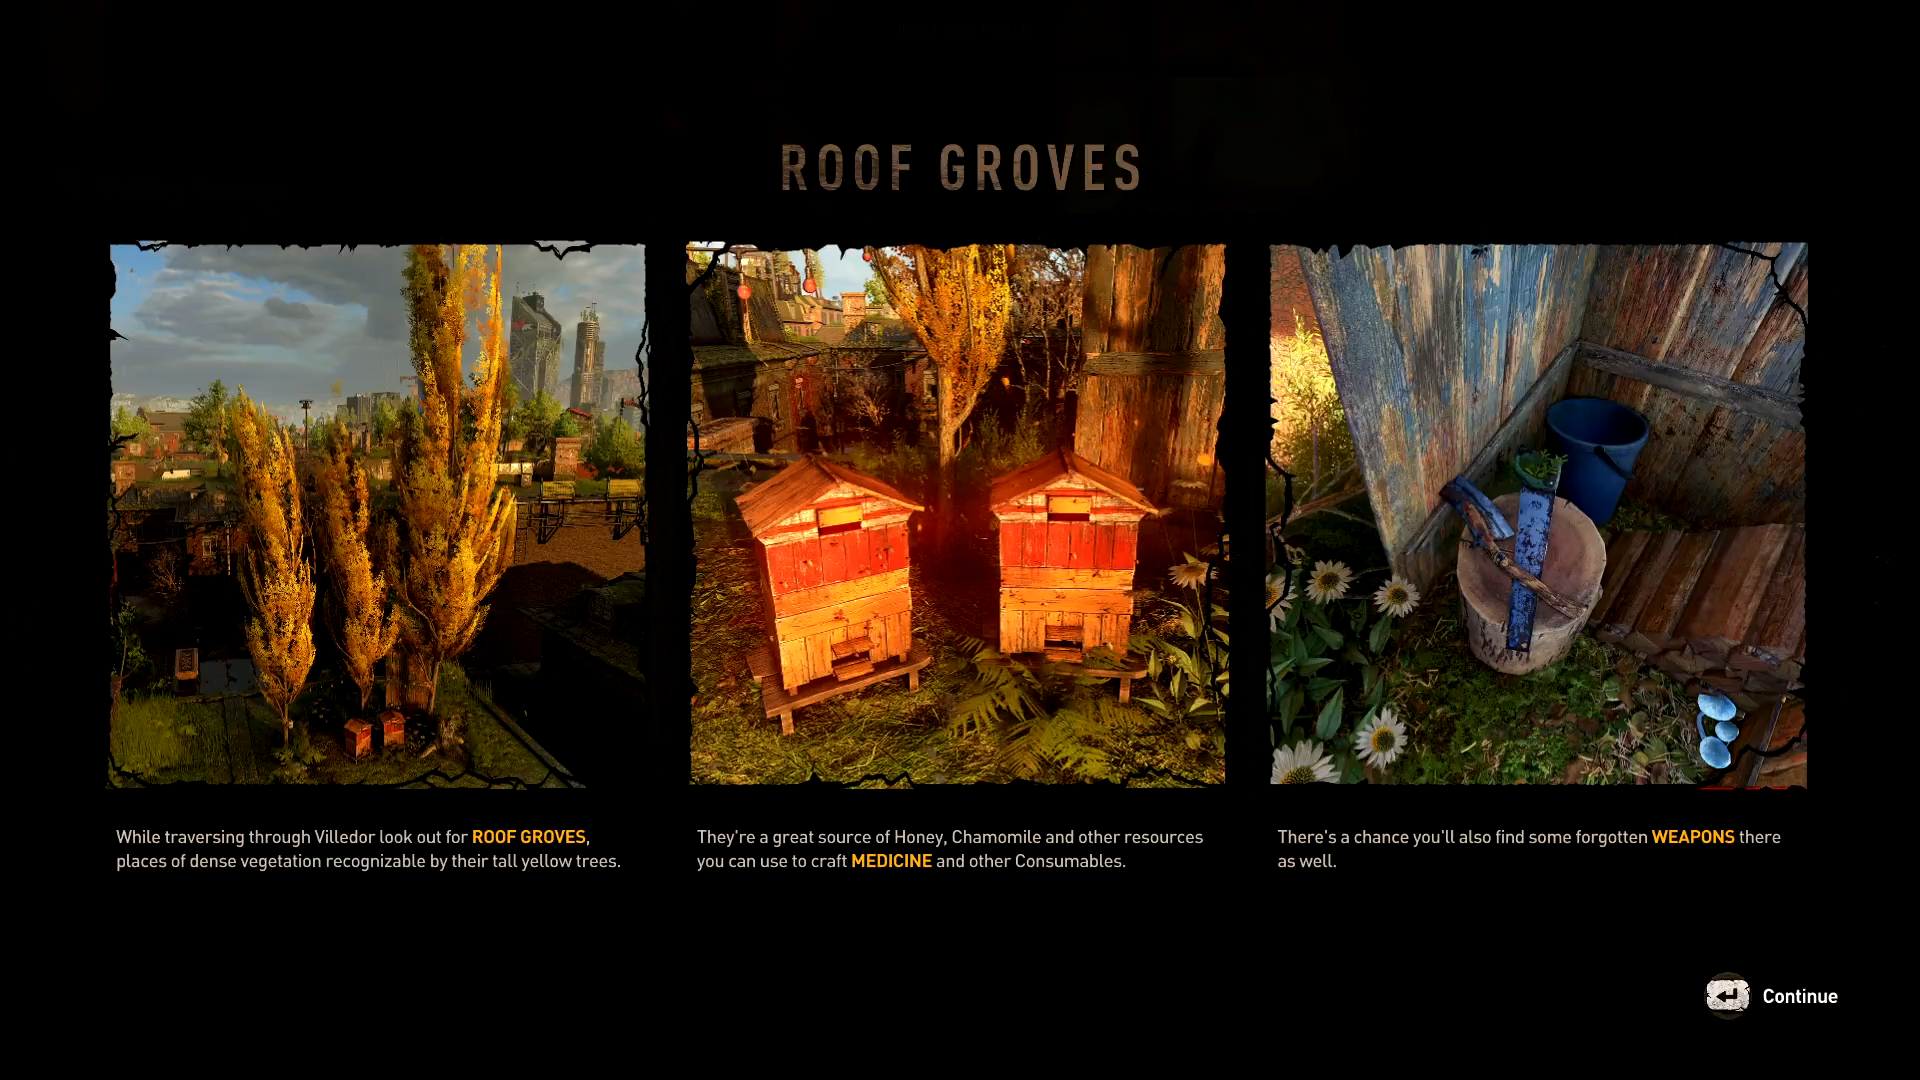 ROOF GROVES
While traversing through Villedor look out for ROOF GROVES,
places of dense vegetation recognizable by their tall yellow trees.
They're a great source of Honey, Chamomile and other resources
you can use to craft MEDICINE and other Consumables.
There's a chance you'll also find some forgotten WEAPONS there
as well.
Continue